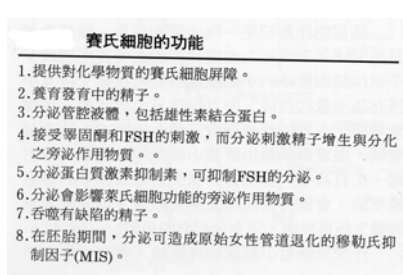 賽氏細胞的功能
1.提供對化學物質的賽氏細胞屏障。
2.養育發育中的精子。
3.分泌管腔液體，包括雄性素結合蛋白。
4.接受睪固酮和FSH的刺激，而分泌刺激精子增生與分化
之旁泌作用物質。。
5.分泌蛋白質激素抑制素，可抑制FSH的分泌。
6.分泌會影響萊氏細胞功能的旁泌作用物質。
7.吞噬有缺陷的精子。
8.在胚胎期間，分泌可造成原始女性管道退化的穆勒氏抑
制因子(MIS)。